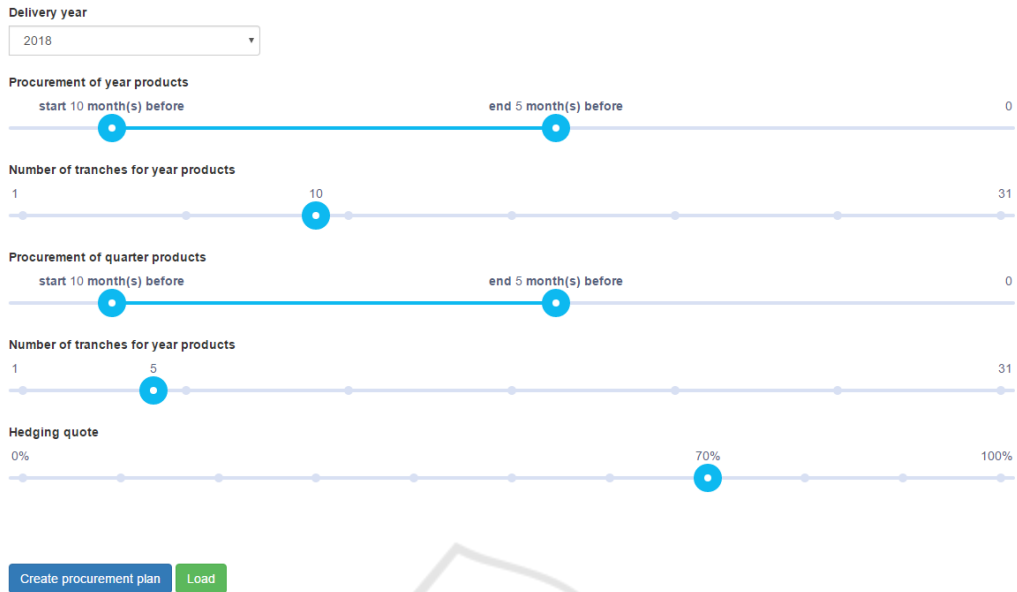 Delivery year
2018
Procurement of year products
start 10 month(s) before end 5 month(s) before 0
Number of tranches for year products
1 10 31
Procurement of quarter products
start 10 month(s) before end 5 month(s) before 0
Number of tranches for year products
1 5 31
Hedging quote
0% 70% 100%
Create procurement plan Load